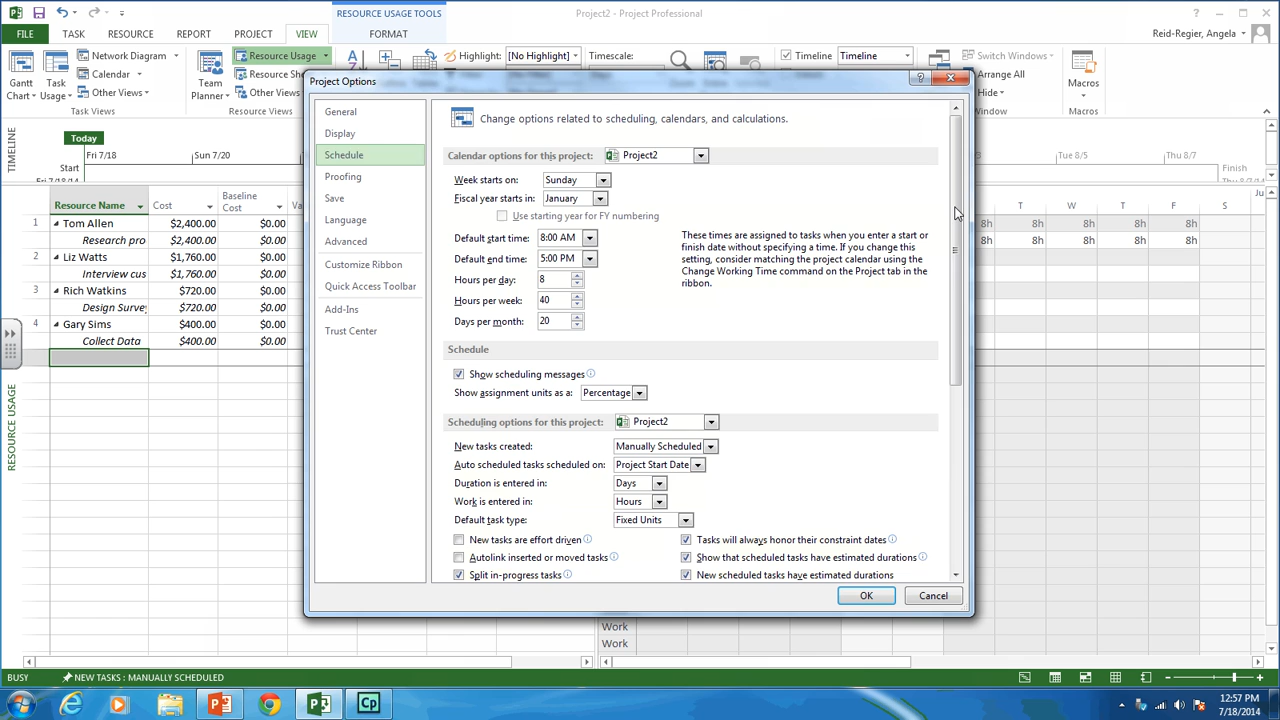 RESOURCE USAGE TOOLS
Project2 - Project Professional
FILE TASK RESOURCE REPORT PROJECT VIEW FORMAT
Reid-Regier, Angela
Network Diagram
Resource Usage
Highlight: [No Highlight]
Timescale:
Timeline Timeline
Switch Windows
Gantt Chart
Task Usage
Calendar
Other Views
Team Planner
Resource She
Other Views
Arrange All
Hide
Macros
Task Views
Resource Views
Window
Macros
Project Options
TIMELINE
Today
Fri 7/18
Sun 7/20
Tue 8/5
Thu 8/7
Start
Fri 7/18/14
Finish
RESOURCE USAGE
Resource Name Cost Baseline Cost Va
1 Tom Allen $2,400.00 $0.00
Research pro $2,400.00 $0.00
2 Liz Watts $1,760.00 $0.00
Interview cus $1,760.00 $0.00
3 Rich Watkins $720.00 $0.00
Design Surve $720.00 $0.00
4 Gary Sims $400.00 $0.00
Collect Data $400.00 $0.00
T W T F S
8h 8h 8h 8h 8h
8h 8h 8h 8h 8h
General
Display
Schedule
Proofing
Save
Language
Advanced
Customize Ribbon
Quick Access Toolbar
Add-Ins
Trust Center
Change options related to scheduling, calendars, and calculations.
Calendar options for this project: Project2
Week starts on: Sunday
Fiscal year starts in: January
Use starting year for FY numbering
Default start time: 8:00 AM
Default end time: 5:00 PM
Hours per day: 8
Hours per week: 40
Days per month: 20
These times are assigned to tasks when you enter a start or
finish date without specifying a time. If you change this
setting, consider matching the project calendar using the
Change Working Time command on the Project tab in the
ribbon.
Schedule
Show scheduling messages
Show assignment units as a: Percentage
Scheduling options for this project: Project2
New tasks created: Manually Scheduled
Auto scheduled tasks scheduled on: Project Start Date
Duration is entered in: Days
Work is entered in: Hours
Default task type: Fixed Units
New tasks are effort driven
Tasks will always honor their constraint dates
Autolink inserted or moved tasks
Show that scheduled tasks have estimated durations
Split in-progress tasks
New scheduled tasks have estimated durations
OK Cancel
Work
Work
BUSY NEW TASKS : MANUALLY SCHEDULED
12:57 PM
7/18/2014